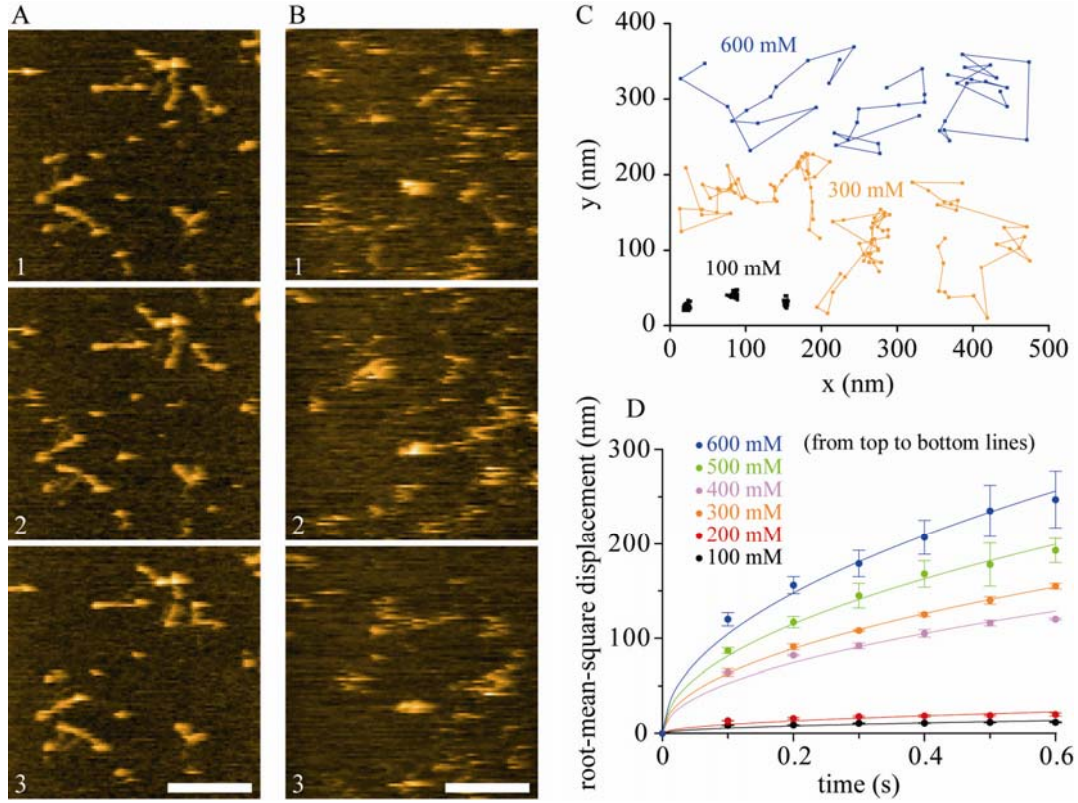 A
1
2
3
B
1
2
3
C
400
300
200
100
0
y (nm)
600 mM
300 mM
100 mM
0 100 200 300 400 500
x (nm)
D
root-mean-square displacement (nm)
300
200
100
0
600 mM (from top to bottom lines)
500 mM
400 mM
300 mM
200 mM
100 mM
0 0.2 0.4 0.6
time (s)